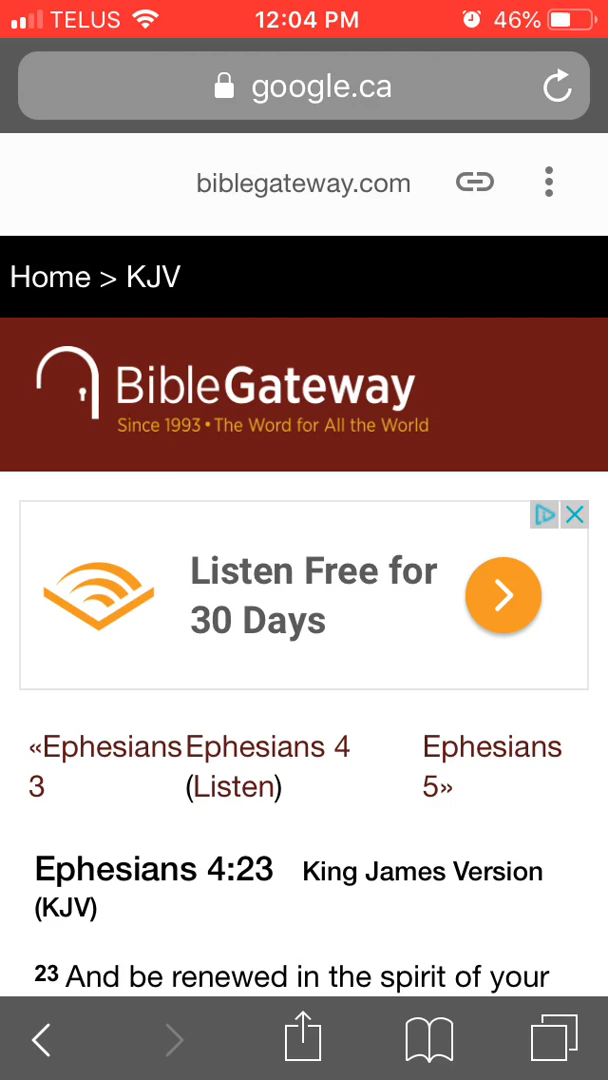 TELUS 12:04 PM 46%
google.ca
biblegateway.com
Home > KJV
BibleGateway
Since 1993 • The Word for All the World
Listen Free for
30 Days
«Ephesians Ephesians 4 Ephesians
3 (Listen) 5»
Ephesians 4:23 King James Version
(KJV)
23 And be renewed in the spirit of your